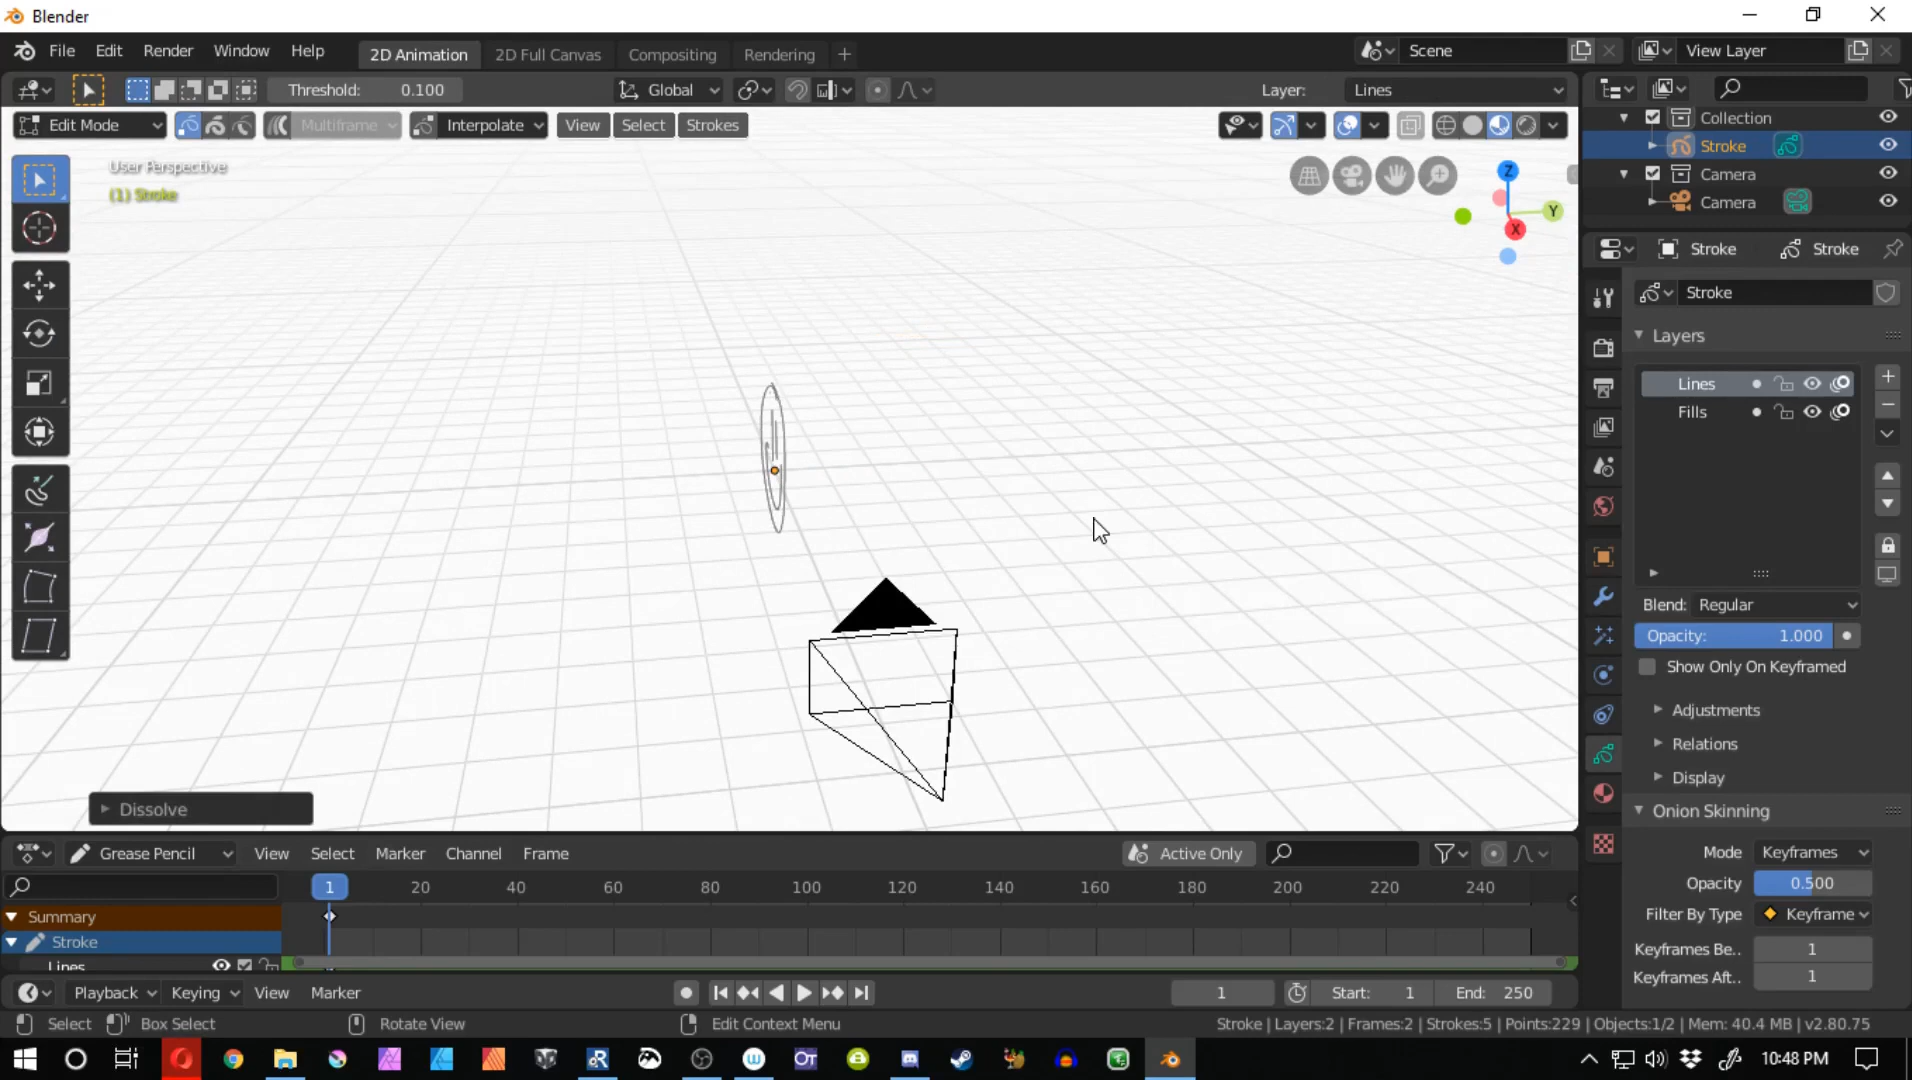 Blender
File Edit Render Window Help 2D Animation 2D Full Canvas Compositing Rendering + Scene View Layer
Threshold: 0.100 Global Layer: Lines
Edit Mode Multiframe Interpolate View Select Strokes
User Perspective
(1) Stroke
Z
Y
X
Collection
Stroke
Camera
Camera
Stroke Stroke
Stroke
Layers
Lines
Fills
Blend: Regular
Opacity: 1.000
Show Only On Keyframed
Adjustments
Relations
Display
Onion Skinning
Mode Keyframes
Opacity 0.500
Filter By Type Keyframe
Keyframes Be.. 1
Keyframes Aft.. 1
Dissolve
Grease Pencil View Select Marker Channel Frame Active Only
1 20 40 60 80 100 120 140 160 180 200 220 240
Summary
Stroke
Lines
Playback Keying View Marker 1 Start: 1 End: 250
Select Box Select Rotate View Edit Context Menu Stroke | Layers:2 | Frames:2 | Strokes:5 | Points:229 | Objects:1/2 | Mem: 40.4 MB | v2.80.75
10:48 PM